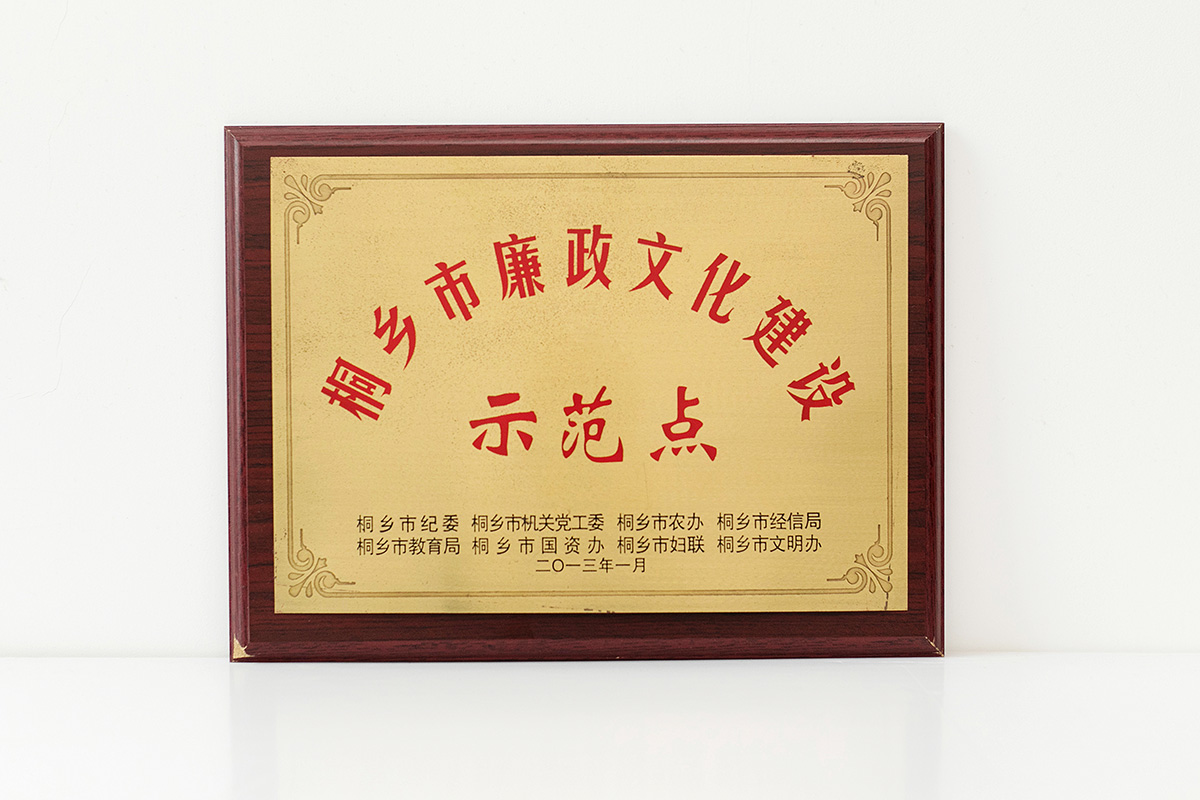 桐乡市廉政文化建设
示范点
桐乡市纪委 桐乡市机关党工委 桐乡市农办 桐乡市经信局
桐乡市教育局 桐乡市国资办 桐乡市妇联 桐乡市文明办
二〇一三年一月